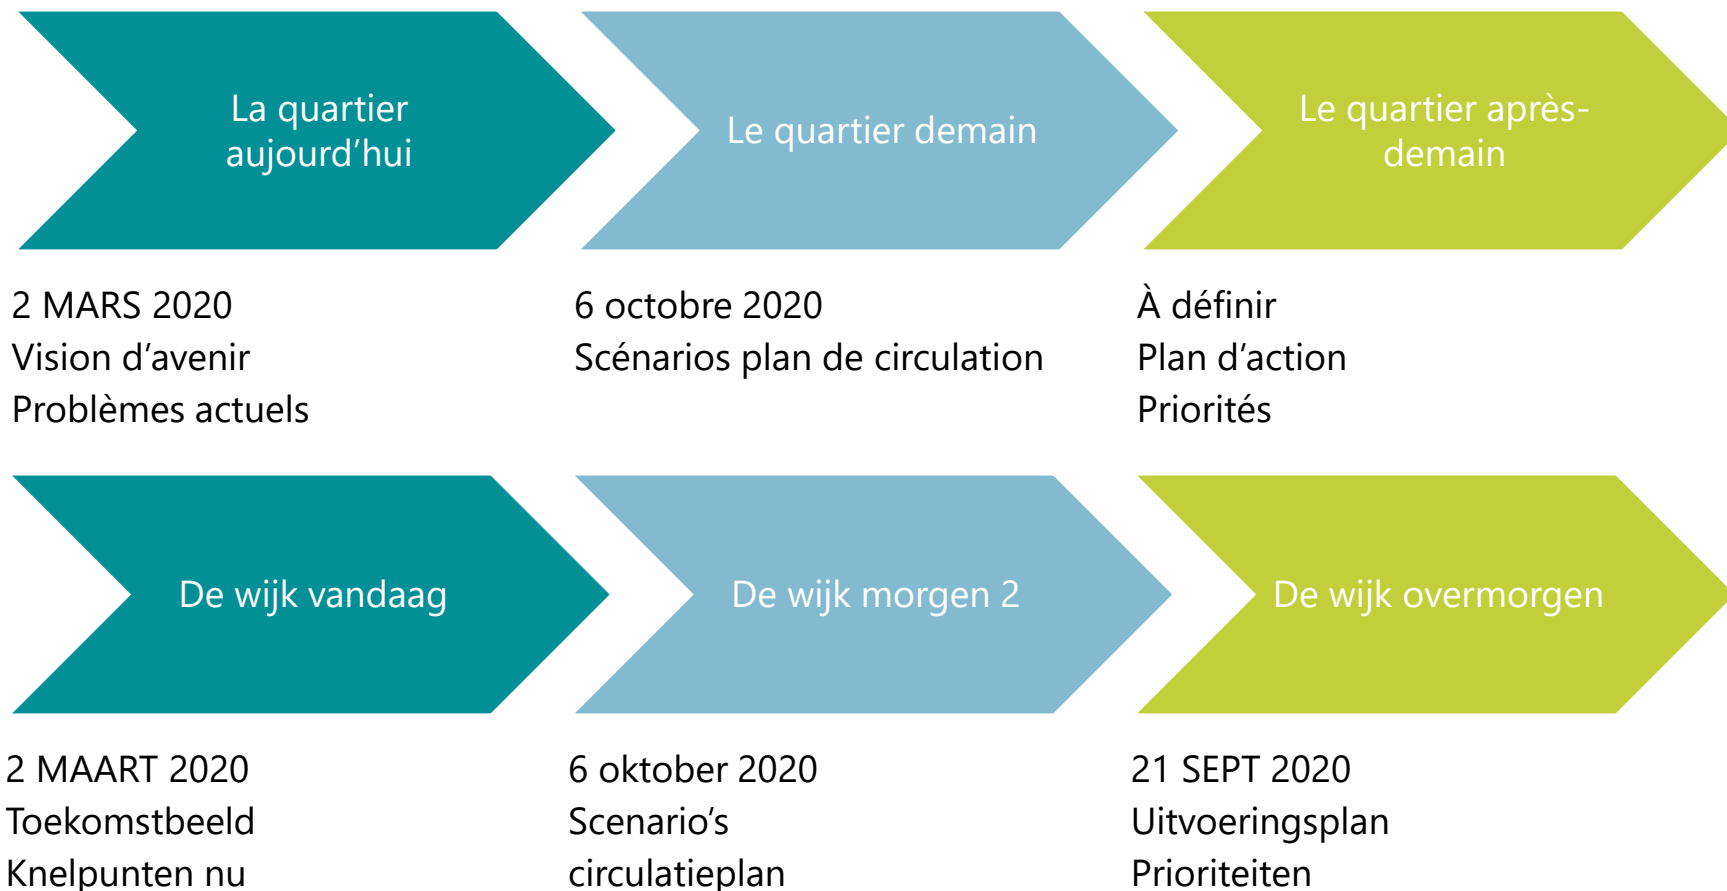 La quartier
aujourd’hui
Le quartier demain
Le quartier après-
demain
2 MARS 2020
Vision d’avenir
Problèmes actuels
6 octobre 2020
Scénarios plan de circulation
À définir
Plan d’action
Priorités
De wijk vandaag
De wijk morgen 2
De wijk overmorgen
2 MAART 2020
Toekomstbeeld
Knelpunten nu
6 oktober 2020
Scenario’s
circulatieplan
21 SEPT 2020
Uitvoeringsplan
Prioriteiten